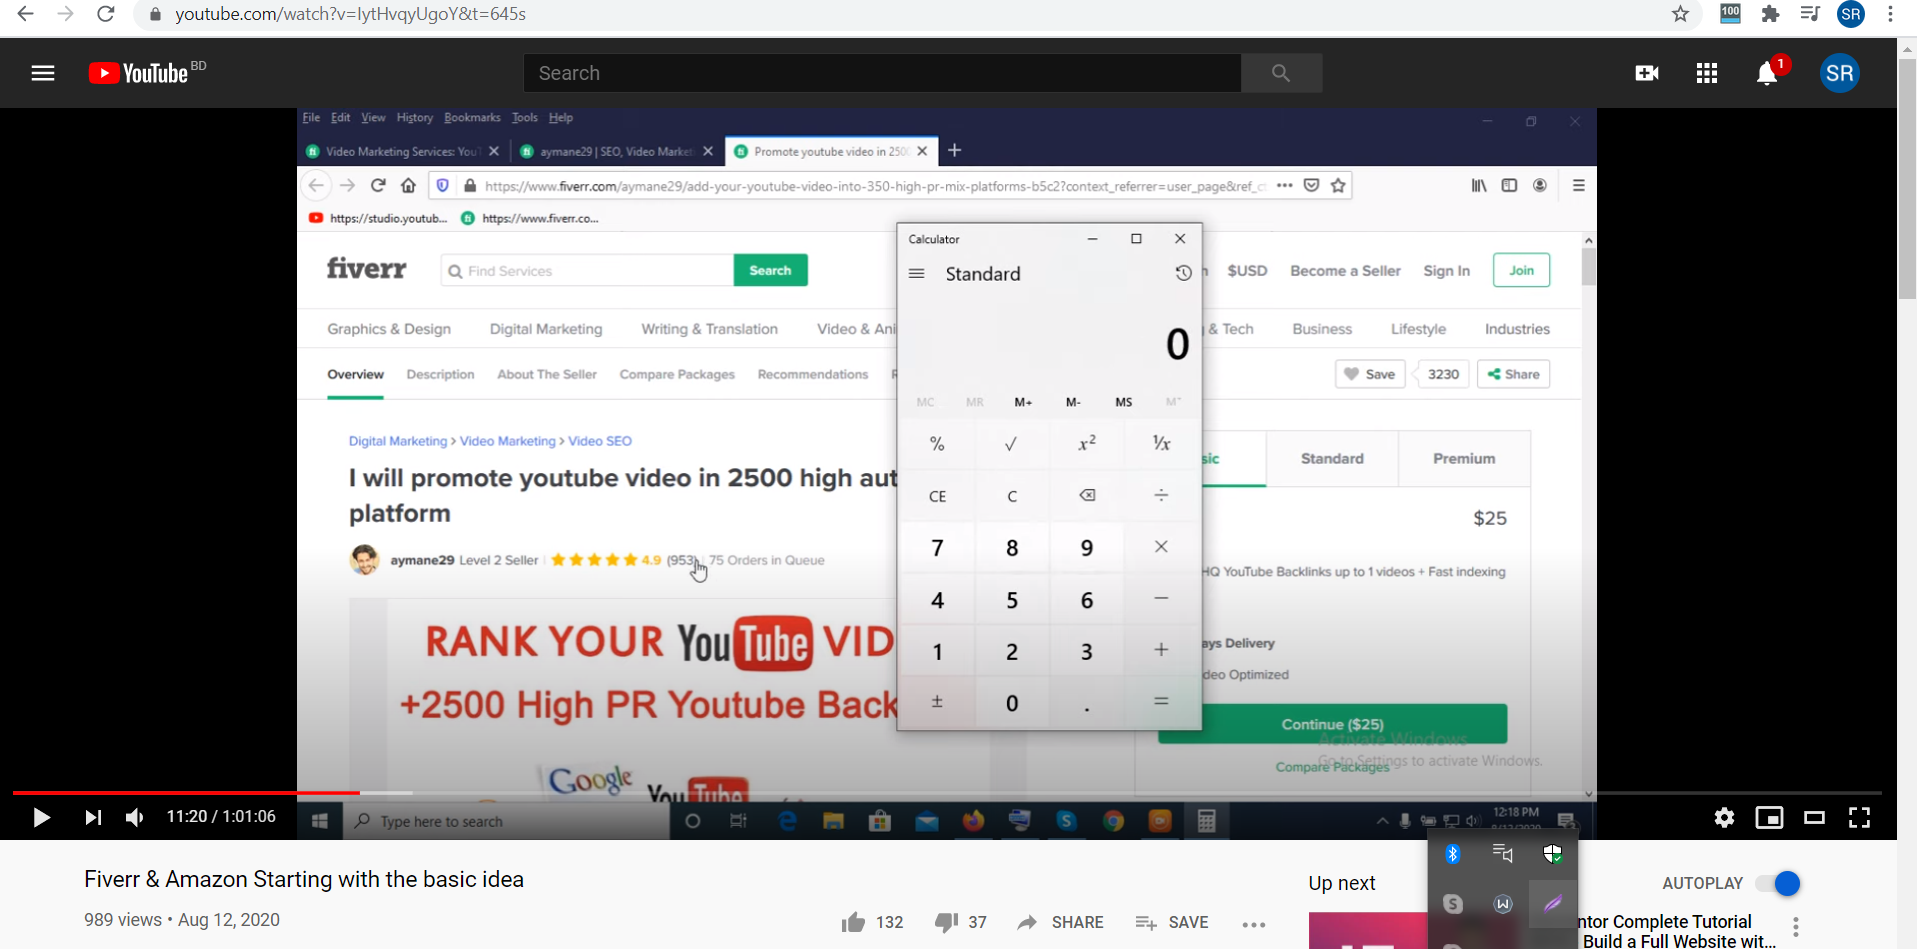 youtube.com/watch?v=IytHvqyUgoY&t=645s
100
SR
YouTube BD
Search
1
SR
File Edit View History Bookmarks Tools Help
Video Marketing Services: You
aymane29 | SEO, Video Market
Promote youtube video in 250
https://www.fiverr.com/aymane29/add-your-youtube-video-into-350-high-pr-mix-platforms-b5c2?context_referrer=user_page&ref_c
https://studio.youtub...
https://www.fiverr.co...
fiverr
Find Services
Search
$USD
Become a Seller
Sign In
Join
Graphics & Design
Digital Marketing
Writing & Translation
Video & Ani
& Tech
Business
Lifestyle
Industries
Overview
Description
About The Seller
Compare Packages
Recommendations
Save
3230
Share
Calculator
Standard
0
MC MR M+ M- MS M
% √ x² ¹/x
CE C ÷
7 8 9 ×
4 5 6 −
1 2 3 +
± 0 . =
Digital Marketing > Video Marketing > Video SEO
I will promote youtube video in 2500 high aut
platform
aymane29 Level 2 Seller 4.9 (953) 75 Orders in Queue
RANK YOUR YouTube VID
+2500 High PR Youtube Back
Google
YouTube
sic
Standard
Premium
$25
HQ YouTube Backlinks up to 1 videos + Fast indexing
ays Delivery
deo Optimized
Continue ($25)
Compare Packages
Activate Windows
Go to Settings to activate Windows.
Type here to search
12:18 PM
11:20 / 1:01:06
Fiverr & Amazon Starting with the basic idea
989 views • Aug 12, 2020
132
37
SHARE
SAVE
Up next
AUTOPLAY
ntor Complete Tutorial
Build a Full Website wit...